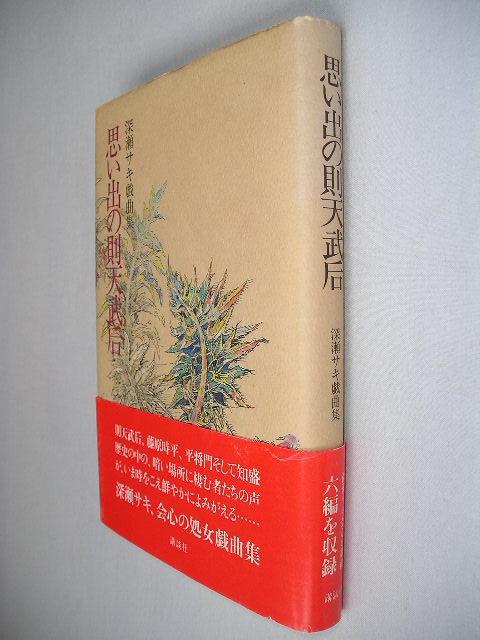 深瀬サキ戯曲集
思い出の則天武后
則天武后、藤原時平、平将門そして知盛
歴史の中の、暗い場所に棲む者たちの声
が、いま時をこえ鮮やかによみがえる……
深瀬サキ、会心の処女戯曲集
講談社
思い出の則天武后
深瀬サキ戯曲集
六編を収録